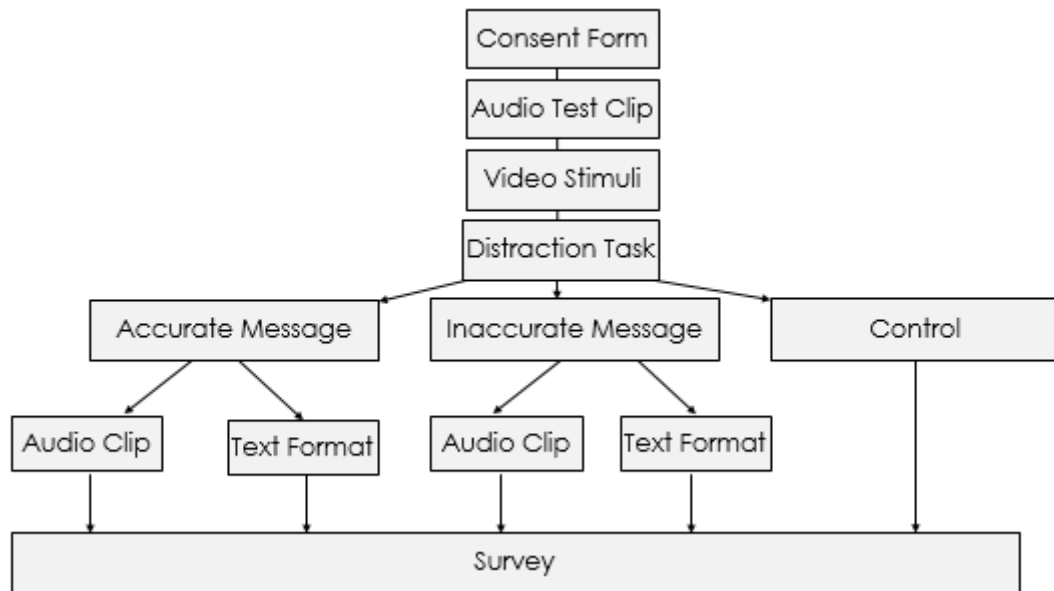 Consent Form
Audio Test Clip
Video Stimuli
Distraction Task
Accurate Message
Inaccurate Message
Control
Audio Clip
Text Format
Audio Clip
Text Format
Survey